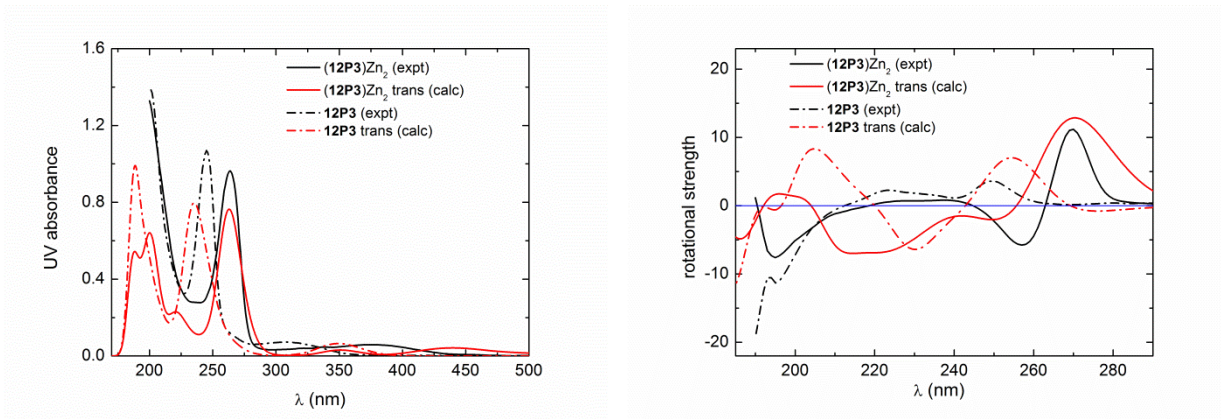 1.6
1.2
0.8
0.4
0.0
UV absorbance
200 250 300 350 400 450 500
λ (nm)
(12P3)Zn₂ (expt)
(12P3)Zn₂ trans (calc)
12P3 (expt)
12P3 trans (calc)
20
10
0
-10
-20
rotational strength
200 220 240 260 280
λ (nm)
(12P3)Zn₂ (expt)
(12P3)Zn₂ trans (calc)
12P3 (expt)
12P3 trans (calc)